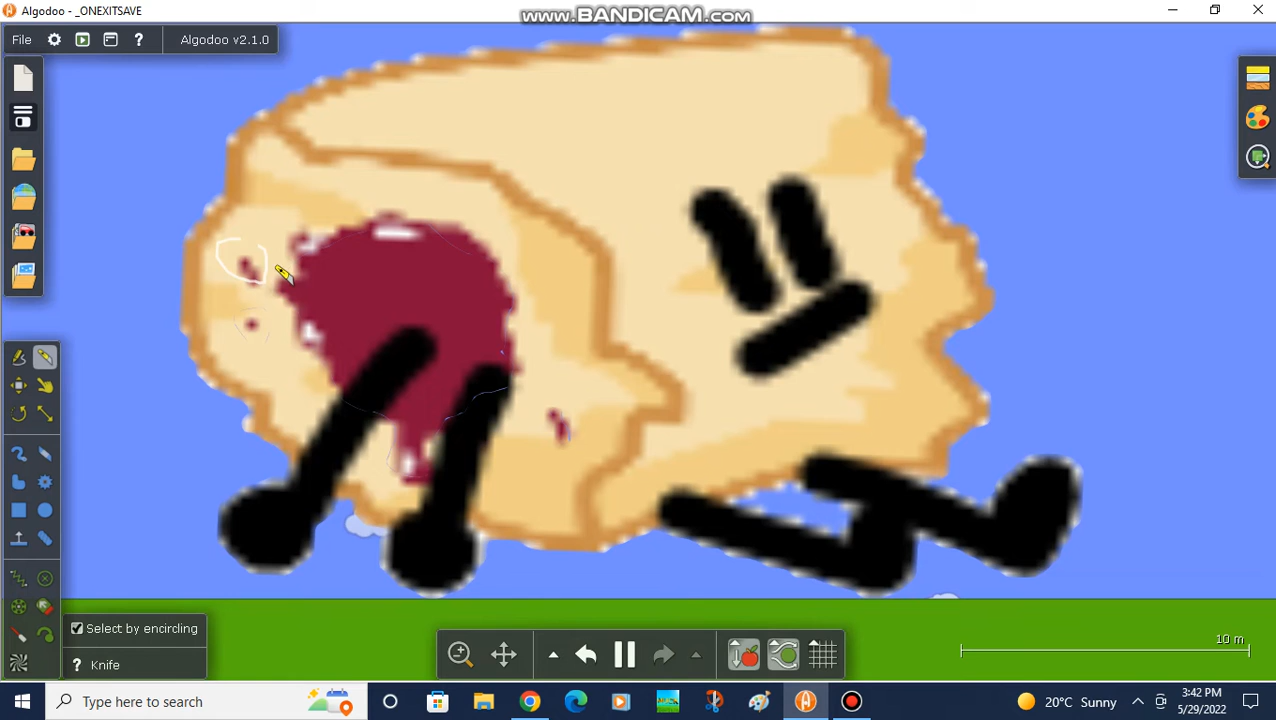 Algodoo - _ONEXITSAVE
www.BANDICAM.com
File
?
Algodoo v2.1.0
Select by encircling
? Knife
10 m
Type here to search
20°C Sunny
3:42 PM
5/29/2022